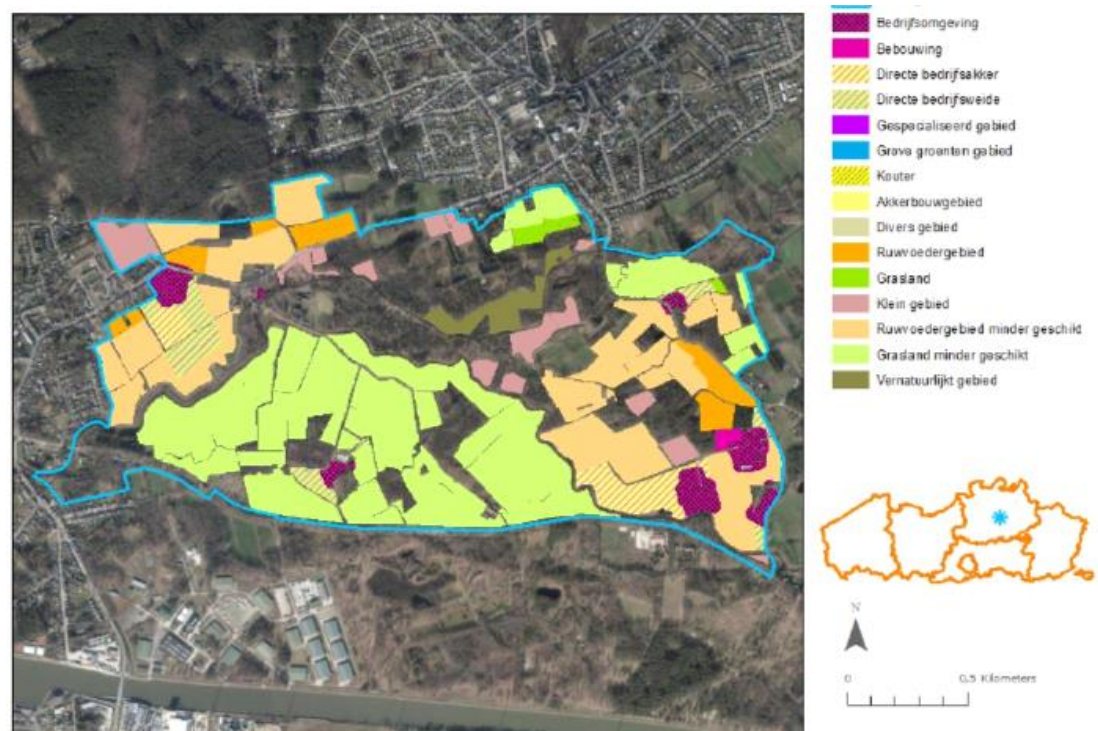 Bedrijfsomgeving
Bebouwing
Directe bedrijfsakker
Directe bedrijfsweide
Gespecialiseerd gebied
Grove groenten gebied
Kouter
Akkerbouwgebied
Divers gebied
Ruwvoedergebied
Grasland
Klein gebied
Ruwvoedergebied minder geschikt
Grasland minder geschikt
Vernatuurlijkt gebied
N
0
0,5 Kilometers